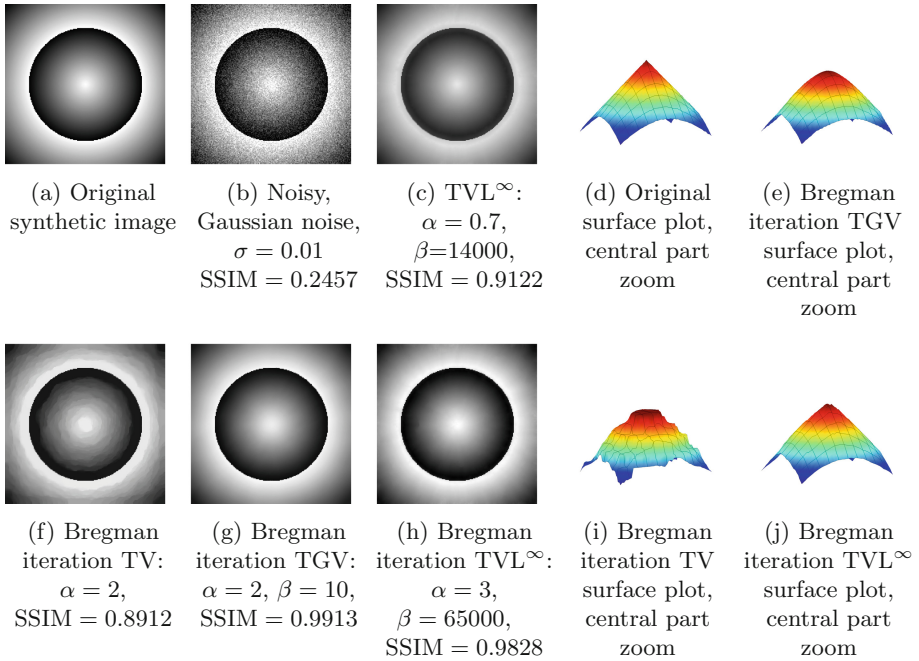 (a) Original
synthetic image
(b) Noisy,
Gaussian noise,
σ = 0.01
SSIM = 0.2457
(c) TVL∞:
α = 0.7,
β=14000,
SSIM = 0.9122
(d) Original
surface plot,
central part
zoom
(e) Bregman
iteration TGV
surface plot,
central part
zoom
(f) Bregman
iteration TV:
α = 2,
SSIM = 0.8912
(g) Bregman
iteration TGV:
α = 2, β = 10,
SSIM = 0.9913
(h) Bregman
iteration TVL∞:
α = 3,
β = 65000,
SSIM = 0.9828
(i) Bregman
iteration TV
surface plot,
central part
zoom
(j) Bregman
iteration TVL∞
surface plot,
central part
zoom